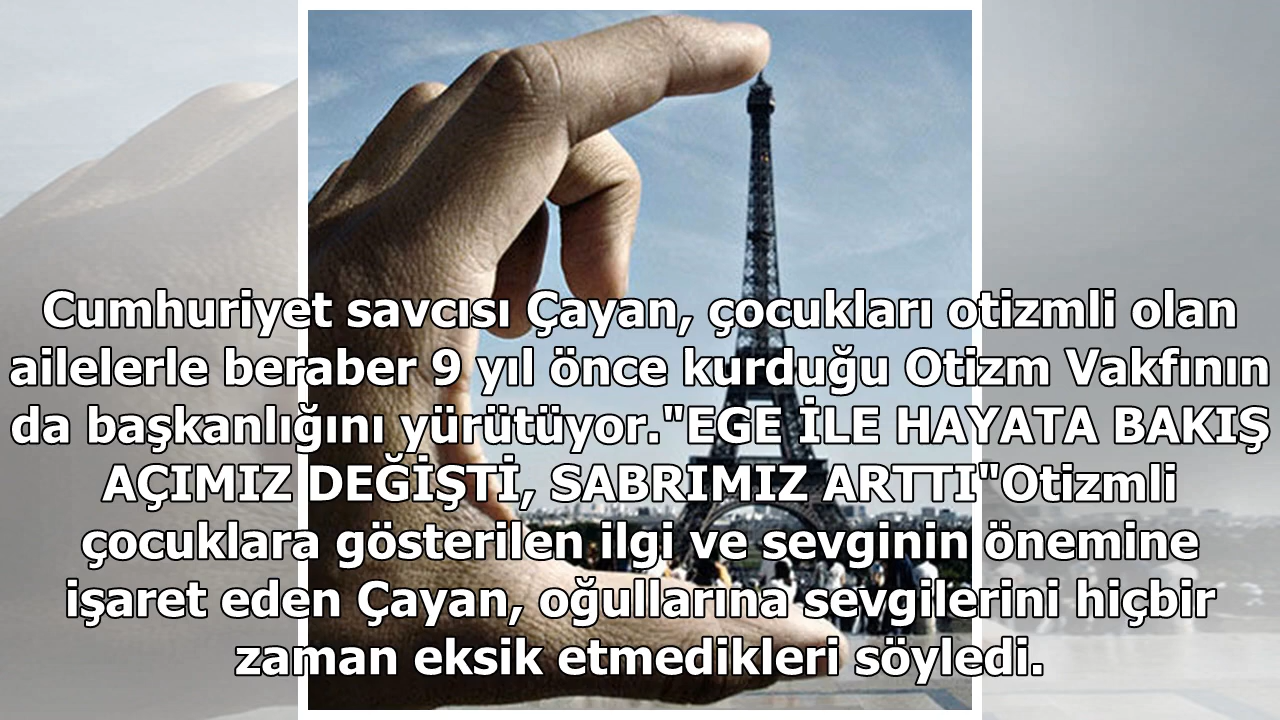 Cumhuriyet savcısı Çayan, çocukları otizmli olan
ailelerle beraber 9 yıl önce kurduğu Otizm Vakfının
da başkanlığını yürütüyor."EGE İLE HAYATA BAKIŞ
AÇIMIZ DEĞİŞTİ, SABRIMIZ ARTTI"Otizmli
çocuklara gösterilen ilgi ve sevginin önemine
işaret eden Çayan, oğullarına sevgilerini hiçbir
zaman eksik etmedikleri söyledi.